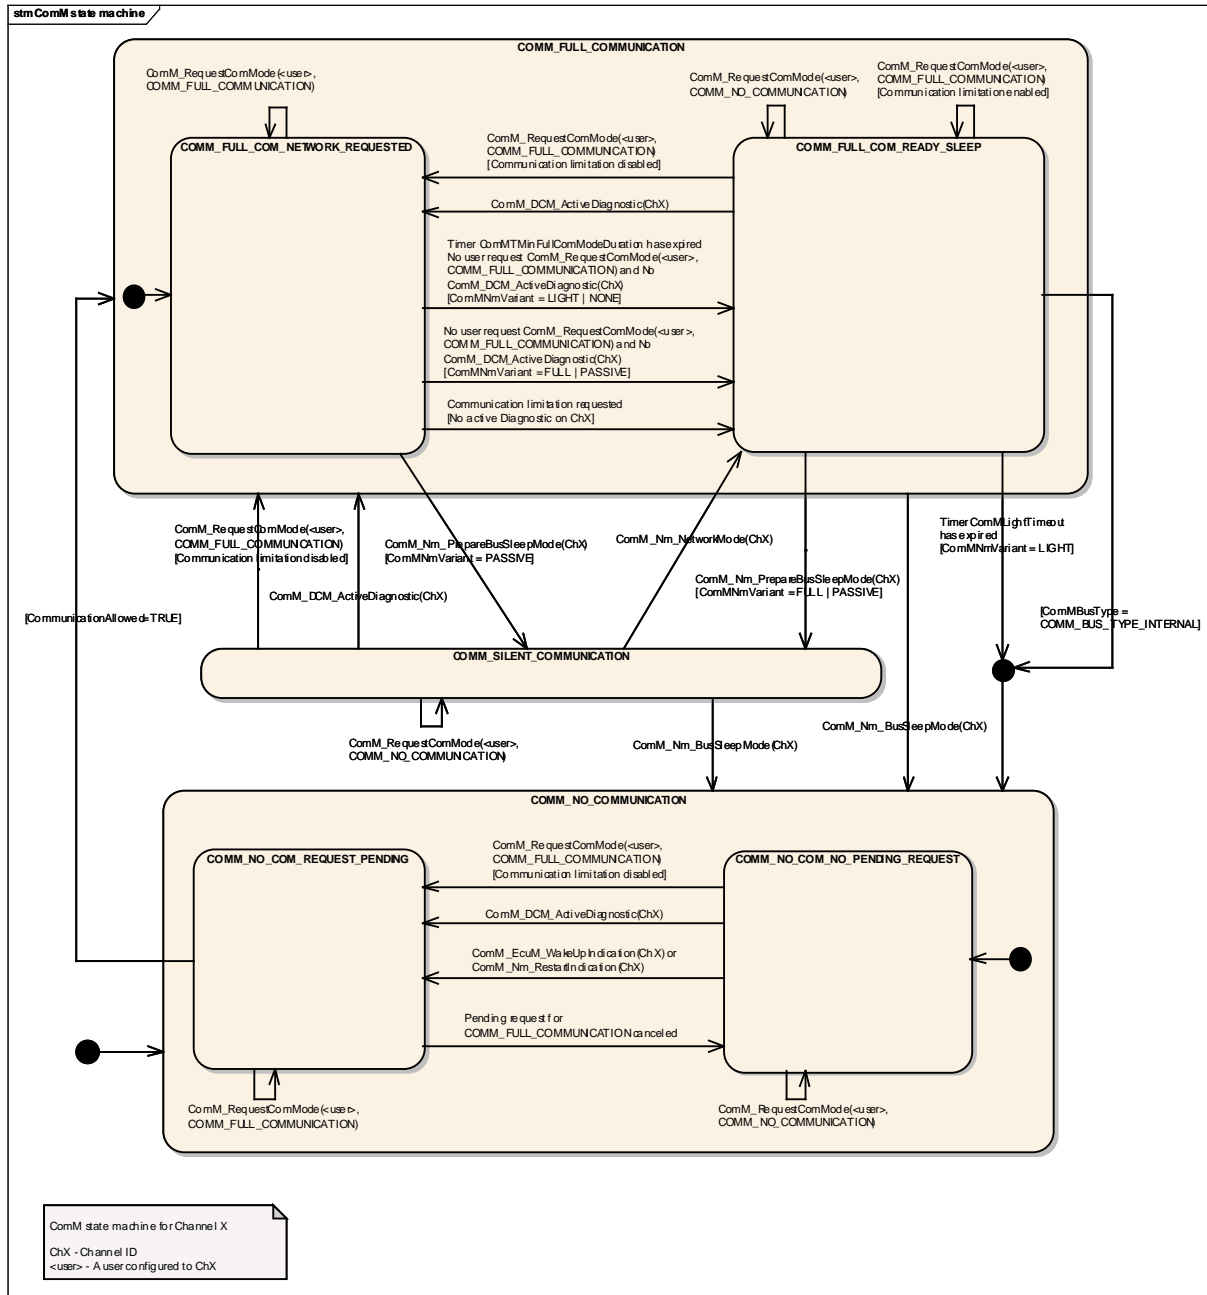 stm ComM state machine
COMM_FULL_COMMUNICATION
ComM_RequestComMode(<user>,
COMM_FULL_COMMUNICATION)
ComM_RequestComMode(<user>,
COMM_NO_COMMUNICATION)
ComM_RequestComMode(<user>,
COMM_FULL_COMMUNICATION)
[Communication limitation enabled]
COMM_FULL_COM_NETWORK_REQUESTED
COMM_FULL_COM_READY_SLEEP
ComM_RequestComMode(<user>,
COMM_FULL_COMMUNICATION)
[Communication limitation disabled]
ComM_DCM_ActiveDiagnostic(ChX)
Timer ComMTMinFullComModeDuration has expired
No user request ComM_RequestComMode(<user>,
COMM_FULL_COMMUNICATION) and No
ComM_DCM_ActiveDiagnostic(ChX)
[ComMNmVariant = LIGHT | NONE]
No user request ComM_RequestComMode(<user>,
COMM_FULL_COMMUNICATION) and No
ComM_DCM_ActiveDiagnostic(ChX)
[ComMNmVariant = FULL | PASSIVE]
Communication limitation requested
[No active Diagnostic on ChX]
ComM_RequestComMode(<user>,
COMM_FULL_COMMUNICATION)
[Communication limitation disabled]
ComM_DCM_ActiveDiagnostic(ChX)
ComM_Nm_PrepareBusSleepMode(ChX)
[ComMNmVariant = PASSIVE]
ComM_Nm_NetworkMode(ChX)
ComM_Nm_PrepareBusSleepMode(ChX)
[ComMNmVariant = FULL | PASSIVE]
Timer ComMLightTimeout
has expired
[ComMNmVariant = LIGHT]
[CommunicationAllowed=TRUE]
[ComMBusType =
COMM_BUS_TYPE_INTERNAL]
COMM_SILENT_COMMUNICATION
ComM_RequestComMode(<user>,
COMM_NO_COMMUNICATION)
ComM_Nm_BusSleepMode(ChX)
ComM_Nm_BusSleepMode(ChX)
COMM_NO_COMMUNICATION
COMM_NO_COM_REQUEST_PENDING
COMM_NO_COM_NO_PENDING_REQUEST
ComM_RequestComMode(<user>,
COMM_FULL_COMMUNICATION)
[Communication limitation disabled]
ComM_DCM_ActiveDiagnostic(ChX)
ComM_EcuM_WakeUpIndication(ChX) or
ComM_Nm_RestartIndication(ChX)
Pending request for
COMM_FULL_COMMUNICATION canceled
ComM_RequestComMode(<user>,
COMM_FULL_COMMUNICATION)
ComM_RequestComMode(<user>,
COMM_NO_COMMUNICATION)
ComM state machine for Channel X
ChX - Channel ID
<user> - A user configured to ChX